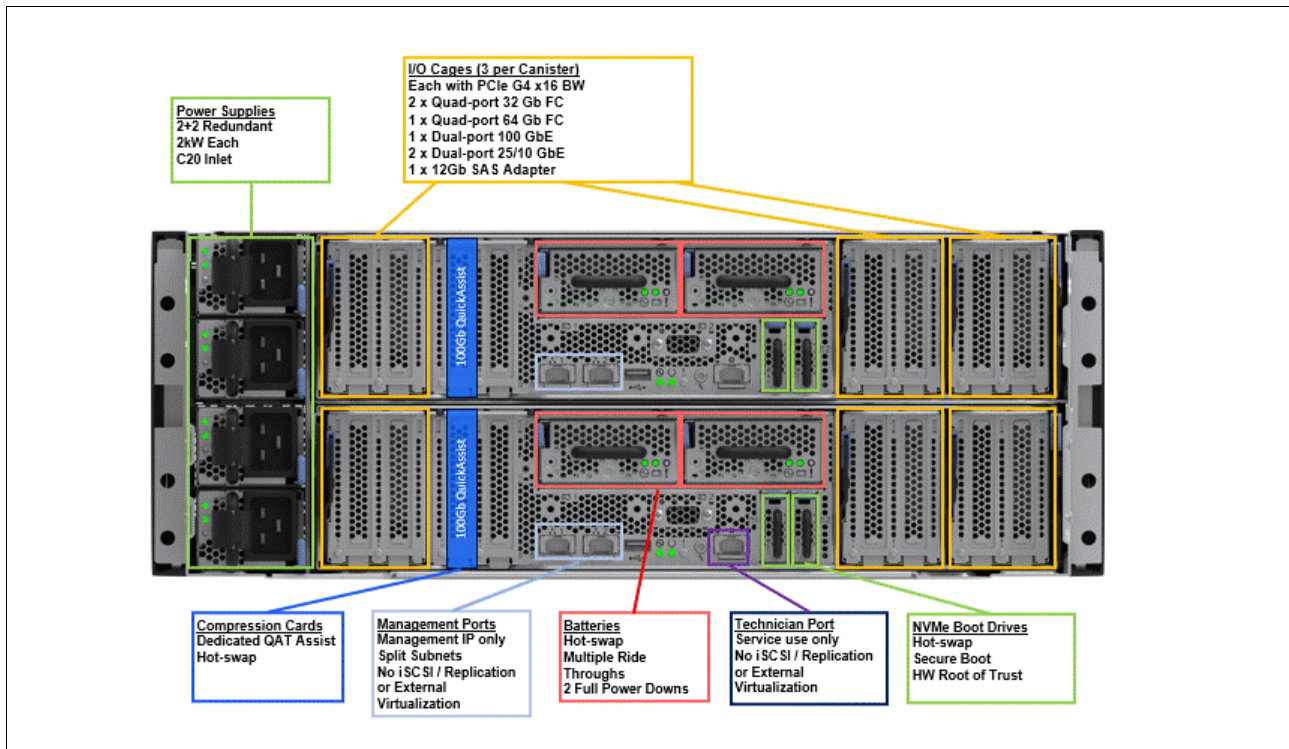 I/O Cages (3 per Canister)
Each with PCIe G4 x16 BW
2 x Quad-port 32 Gb FC
1 x Quad-port 64 Gb FC
1 x Dual-port 100 GbE
2 x Dual-port 25/10 GbE
1 x 12Gb SAS Adapter
Power Supplies
2+2 Redundant
2kW Each
C20 Inlet
100Gb QuickAssist
100Gb QuickAssist
Compression Cards
Dedicated QAT Assist
Hot-swap
Management Ports
Management IP only
Split Subnets
No iSCSI / Replication
or External
Virtualization
Batteries
Hot-swap
Multiple Ride
Throughs
2 Full Power Downs
Technician Port
Service use only
No iSCSI / Replication
or External
Virtualization
NVMe Boot Drives
Hot-swap
Secure Boot
HW Root of Trust